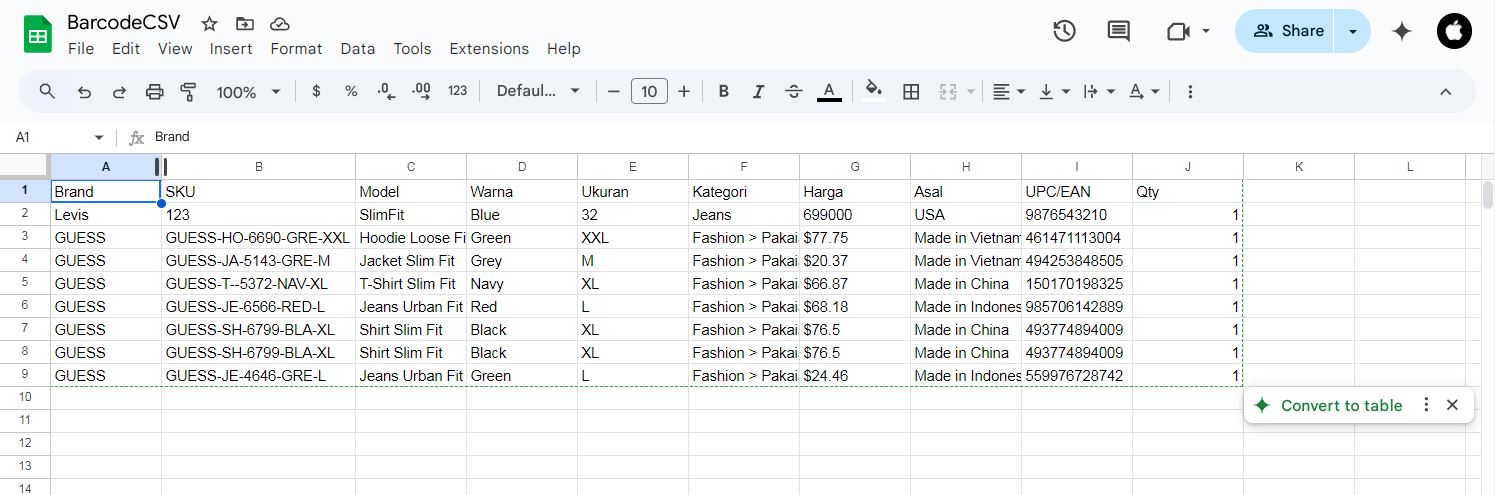 BarcodeCSV
File Edit View Insert Format Data Tools Extensions Help
Share
100% $ % .0 .00 123 Defaul... 10 B I S A A
A1 fx Brand
A B C D E F G H I J K L
1 Brand SKU Model Warna Ukuran Kategori Harga Asal UPC/EAN Qty
2 Levis 123 SlimFit Blue 32 Jeans 699000 USA 9876543210 1
3 GUESS GUESS-HO-6690-GRE-XXL Hoodie Loose Fi Green XXL Fashion > Pakai $77.75 Made in Vietnam 461471113004 1
4 GUESS GUESS-JA-5143-GRE-M Jacket Slim Fit Grey M Fashion > Pakai $20.37 Made in Vietnam 494253848505 1
5 GUESS GUESS-T--5372-NAV-XL T-Shirt Slim Fit Navy XL Fashion > Pakai $66.87 Made in China 150170198325 1
6 GUESS GUESS-JE-6566-RED-L Jeans Urban Fit Red L Fashion > Pakai $68.18 Made in Indones 985706142889 1
7 GUESS GUESS-SH-6799-BLA-XL Shirt Slim Fit Black XL Fashion > Pakai $76.5 Made in China 493774894009 1
8 GUESS GUESS-SH-6799-BLA-XL Shirt Slim Fit Black XL Fashion > Pakai $76.5 Made in China 493774894009 1
9 GUESS GUESS-JE-4646-GRE-L Jeans Urban Fit Green L Fashion > Pakai $24.46 Made in Indones 559976728742 1
10
Convert to table
11
12
13
14